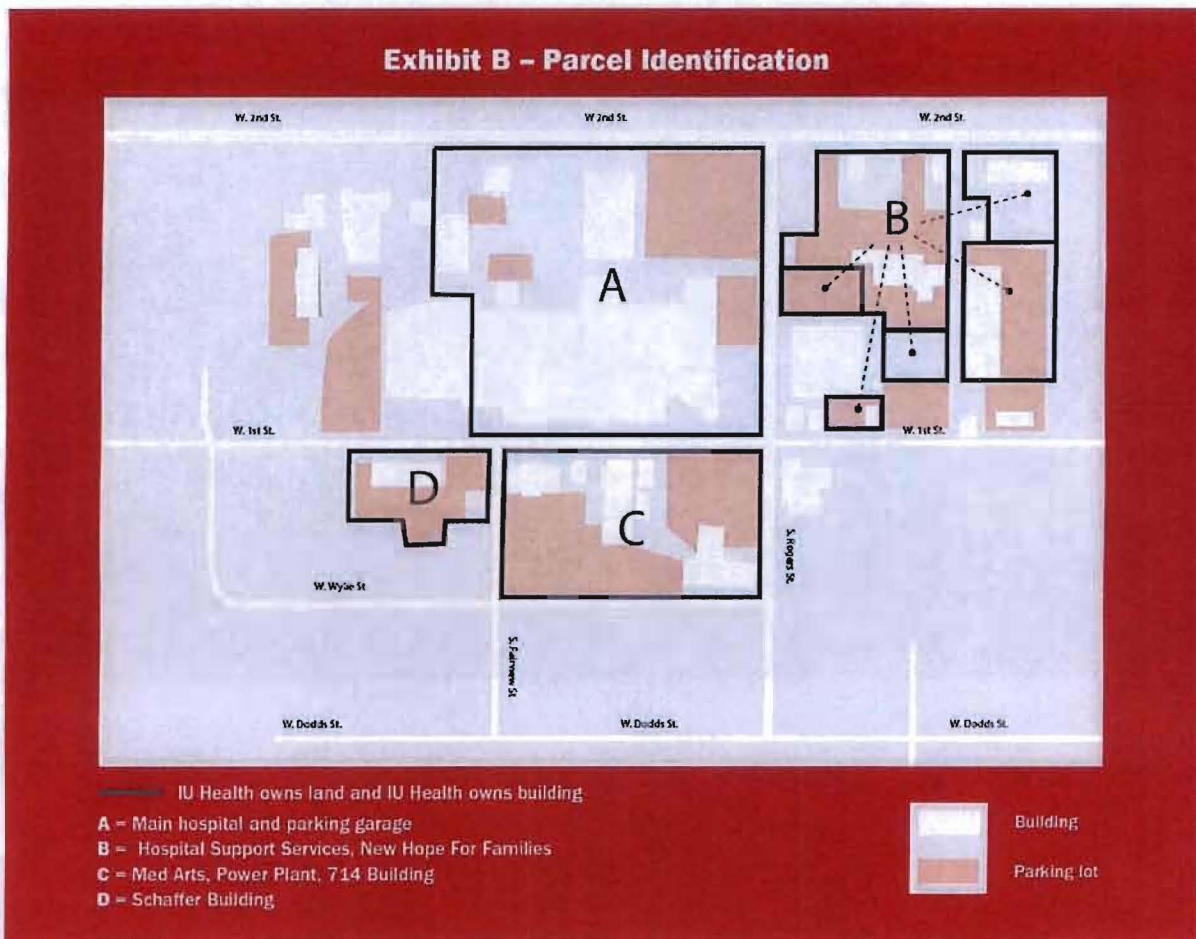 Exhibit B – Parcel Identification
W. 2nd St.
W 2nd St.
W. 2nd St.
B
A
W. 1st St.
W. 1st St.
D
C
S. Rogers St.
W. Wylie St
S. Fairview St
W. Dodds St.
W. Dodds St.
W. Dodds St.
IU Health owns land and IU Health owns building
A = Main hospital and parking garage
B = Hospital Support Services, New Hope For Families
C = Med Arts, Power Plant, 714 Building
D = Schaffer Building
Building
Parking lot